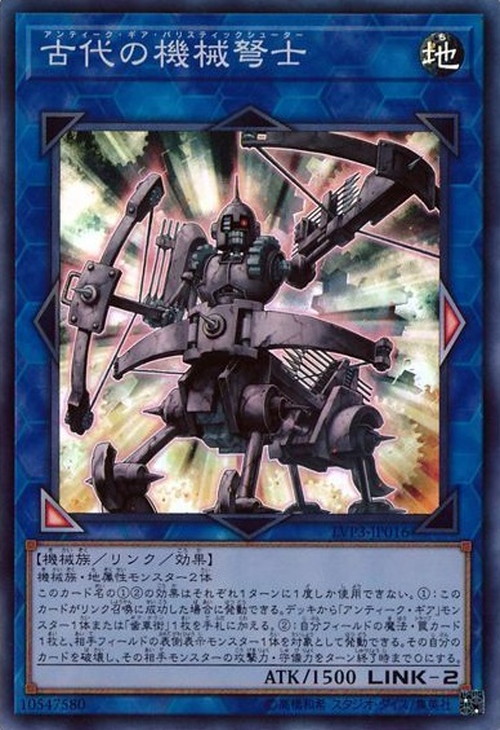 アンティーク・ギア・バリスティックシューター
古代の機械弩士
地
LVP3-JP016
【機械族/リンク/効果】
機械族・地属性モンスター2体
このカード名の①②の効果はそれぞれ1ターンに1度しか使用できない。①:この
カードがリンク召喚に成功した場合に発動できる。デッキから「アンティーク・ギア」モン
スター1体または「歯車街」1枚を手札に加える。②:自分フィールドの魔法・罠カード
1枚と、相手フィールドの表側表示モンスター1体を対象として発動できる。その自分の
カードを破壊し、その相手モンスターの攻撃力・守備力をターン終了時まで0にする。
ATK/1500 LINK-2
10547580 ©高橋和希 スタジオ・ダイス/集英社